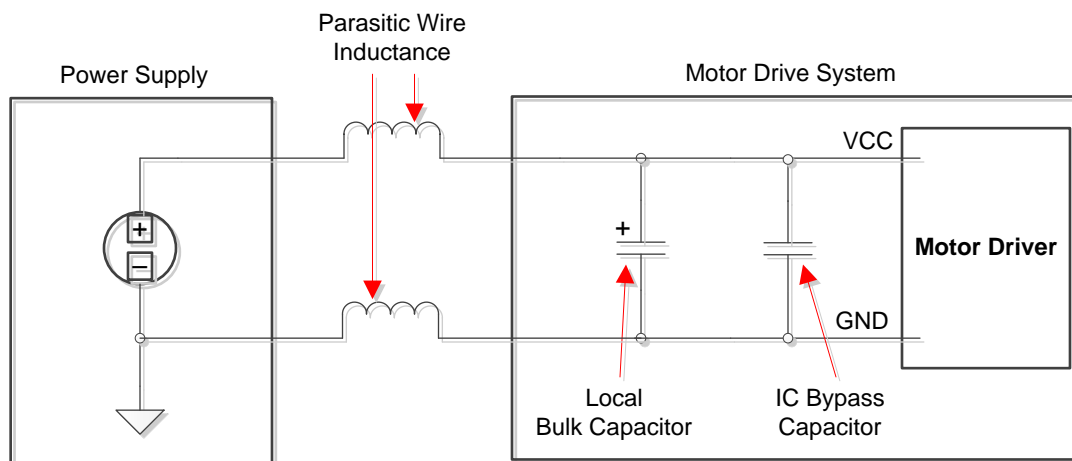 Parasitic Wire
Inductance
Power Supply
Motor Drive System
VCC
+
+
−
Motor Driver
GND
Local
Bulk Capacitor
IC Bypass
Capacitor